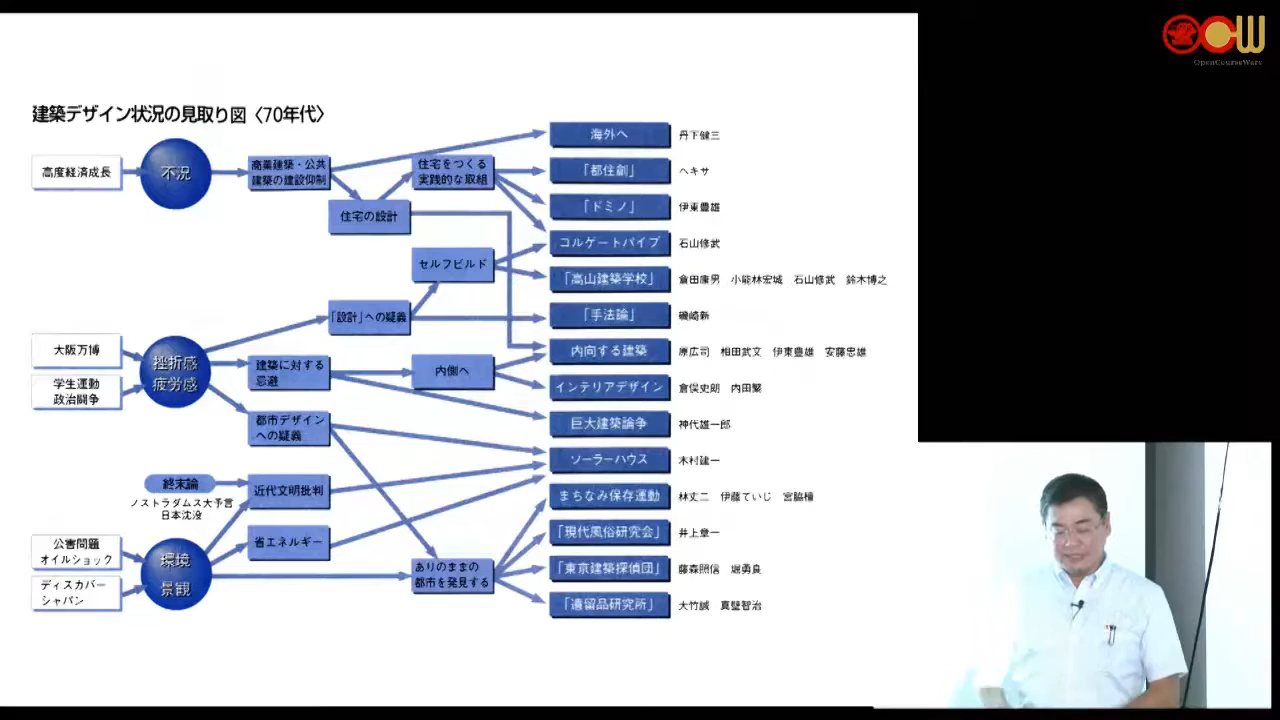 OpenCourseWare
建築デザイン状況の見取り図〈70年代〉
高度経済成長
不況
商業建築・公共
建築の建設仰制
住宅をつくる
実践的な取組
住宅の設計
セルフビルド
「設計」への疑義
大阪万博
学生運動
政治闘争
挫折感
疲労感
建築に対する
忌避
内側へ
都市デザイン
への疑義
終末論
ノストラダムス大予言
日本沈没
近代文明批判
省エネルギー
公害問題
オイルショック
ディスカバー
ジャパン
環境
景観
ありのままの
都市を発見する
海外へ 丹下健三
「都住創」 ヘキサ
「ドミノ」 伊東豊雄
コルゲートパイプ 石山修武
「高山建築学校」 倉田康男 小能林宏城 石山修武 鈴木博之
「手法論」 磯崎新
内向する建築 原広司 相田武文 伊東豊雄 安藤忠雄
インテリアデザイン 倉俣史朗 内田繁
巨大建築論争 神代雄一郎
ソーラーハウス 木村建一
まちなみ保存運動 林丈二 伊藤ていじ 宮脇檀
「現代風俗研究会」 井上章一
「東京建築探偵団」 藤森照信 堀勇良
「遺留品研究所」 大竹誠 真壁智治